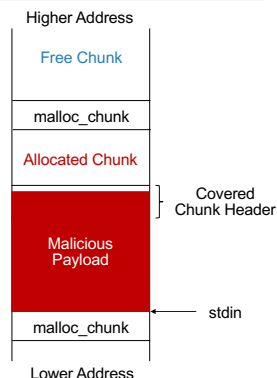 Higher Address
Free Chunk
malloc_chunk
Allocated Chunk
Covered
Chunk Header
Malicious
Payload
stdin
malloc_chunk
Lower Address